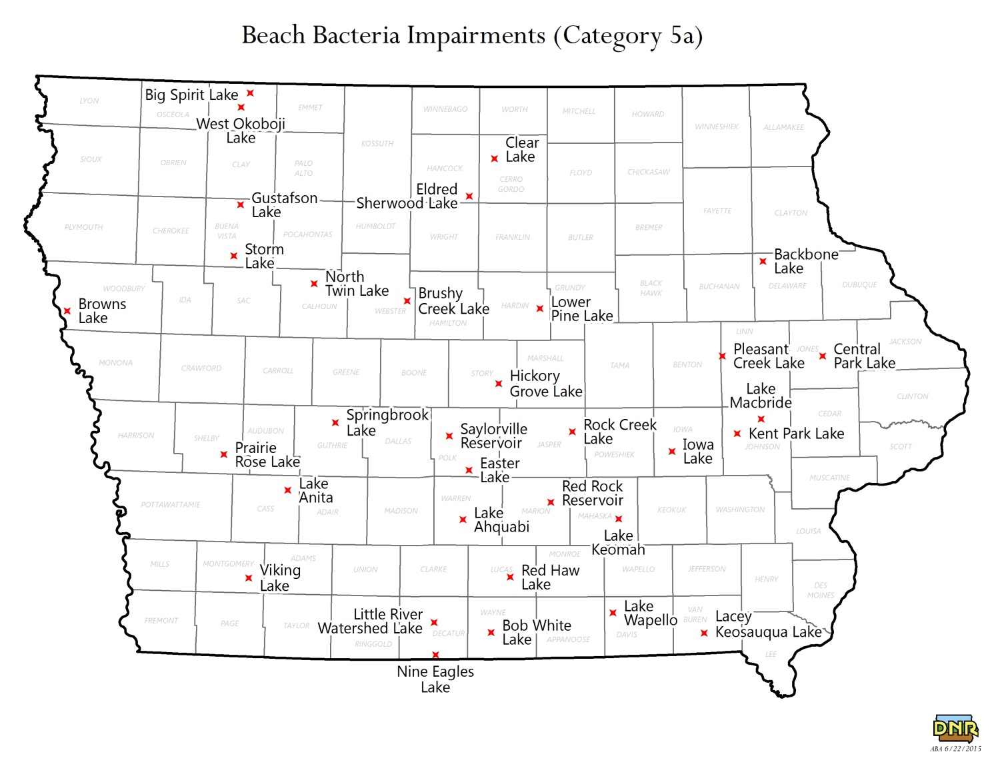 Beach Bacteria Impairments (Category 5a)
LYON
OSCEOLA
Big Spirit Lake
West Okoboji
Lake
EMMET
WINNEBAGO
WORTH
MITCHELL
HOWARD
WINNESHIEK
ALLAMAKEE
SIOUX
OBRIEN
CLAY
PALO
ALTO
KOSSUTH
HANCOCK
Clear
Lake
CERRO
GORDO
FLOYD
CHICKASAW
Eldred
Sherwood Lake
Gustafson
Lake
PLYMOUTH
CHEROKEE
BUENA
VISTA
POCAHONTAS
HUMBOLDT
WRIGHT
FRANKLIN
BUTLER
BREMER
FAYETTE
CLAYTON
Storm
Lake
Backbone
Lake
WOODBURY
IDA
SAC
North
Twin Lake
CALHOUN
WEBSTER
Brushy
Creek Lake
HAMILTON
HARDIN
GRUNDY
Lower
Pine Lake
BLACK
HAWK
BUCHANAN
DELAWARE
DUBUQUE
Browns
Lake
MONONA
CRAWFORD
CARROLL
GREENE
BOONE
STORY
MARSHALL
Hickory
Grove Lake
TAMA
BENTON
LINN
Pleasant
Creek Lake
JONES
Central
Park Lake
JACKSON
CLINTON
Lake
Macbride
CEDAR
HARRISON
SHELBY
AUDUBON
Prairie
Rose Lake
Springbrook
Lake
GUTHRIE
DALLAS
Saylorville
Reservoir
POLK
Easter
Lake
JASPER
Rock Creek
Lake
POWESHIEK
IOWA
Iowa
Lake
Kent Park Lake
JOHNSON
SCOTT
MUSCATINE
POTTAWATTAMIE
CASS
Lake
Anita
ADAIR
MADISON
WARREN
Lake
Ahquabi
MARION
Red Rock
Reservoir
MAHASKA
Lake
Keomah
KEOKUK
WASHINGTON
LOUISA
MILLS
MONTGOMERY
Viking
Lake
ADAMS
UNION
CLARKE
LUCAS
Red Haw
Lake
MONROE
WAPELLO
JEFFERSON
HENRY
DES
MOINES
FREMONT
PAGE
TAYLOR
RINGGOLD
Little River
Watershed Lake
DECATUR
WAYNE
Bob White
Lake
APPANOOSE
Lake
Wapello
DAVIS
VAN
BUREN
Lacey
Keosauqua Lake
LEE
Nine Eagles
Lake
DNR
ABA 6/22/2015